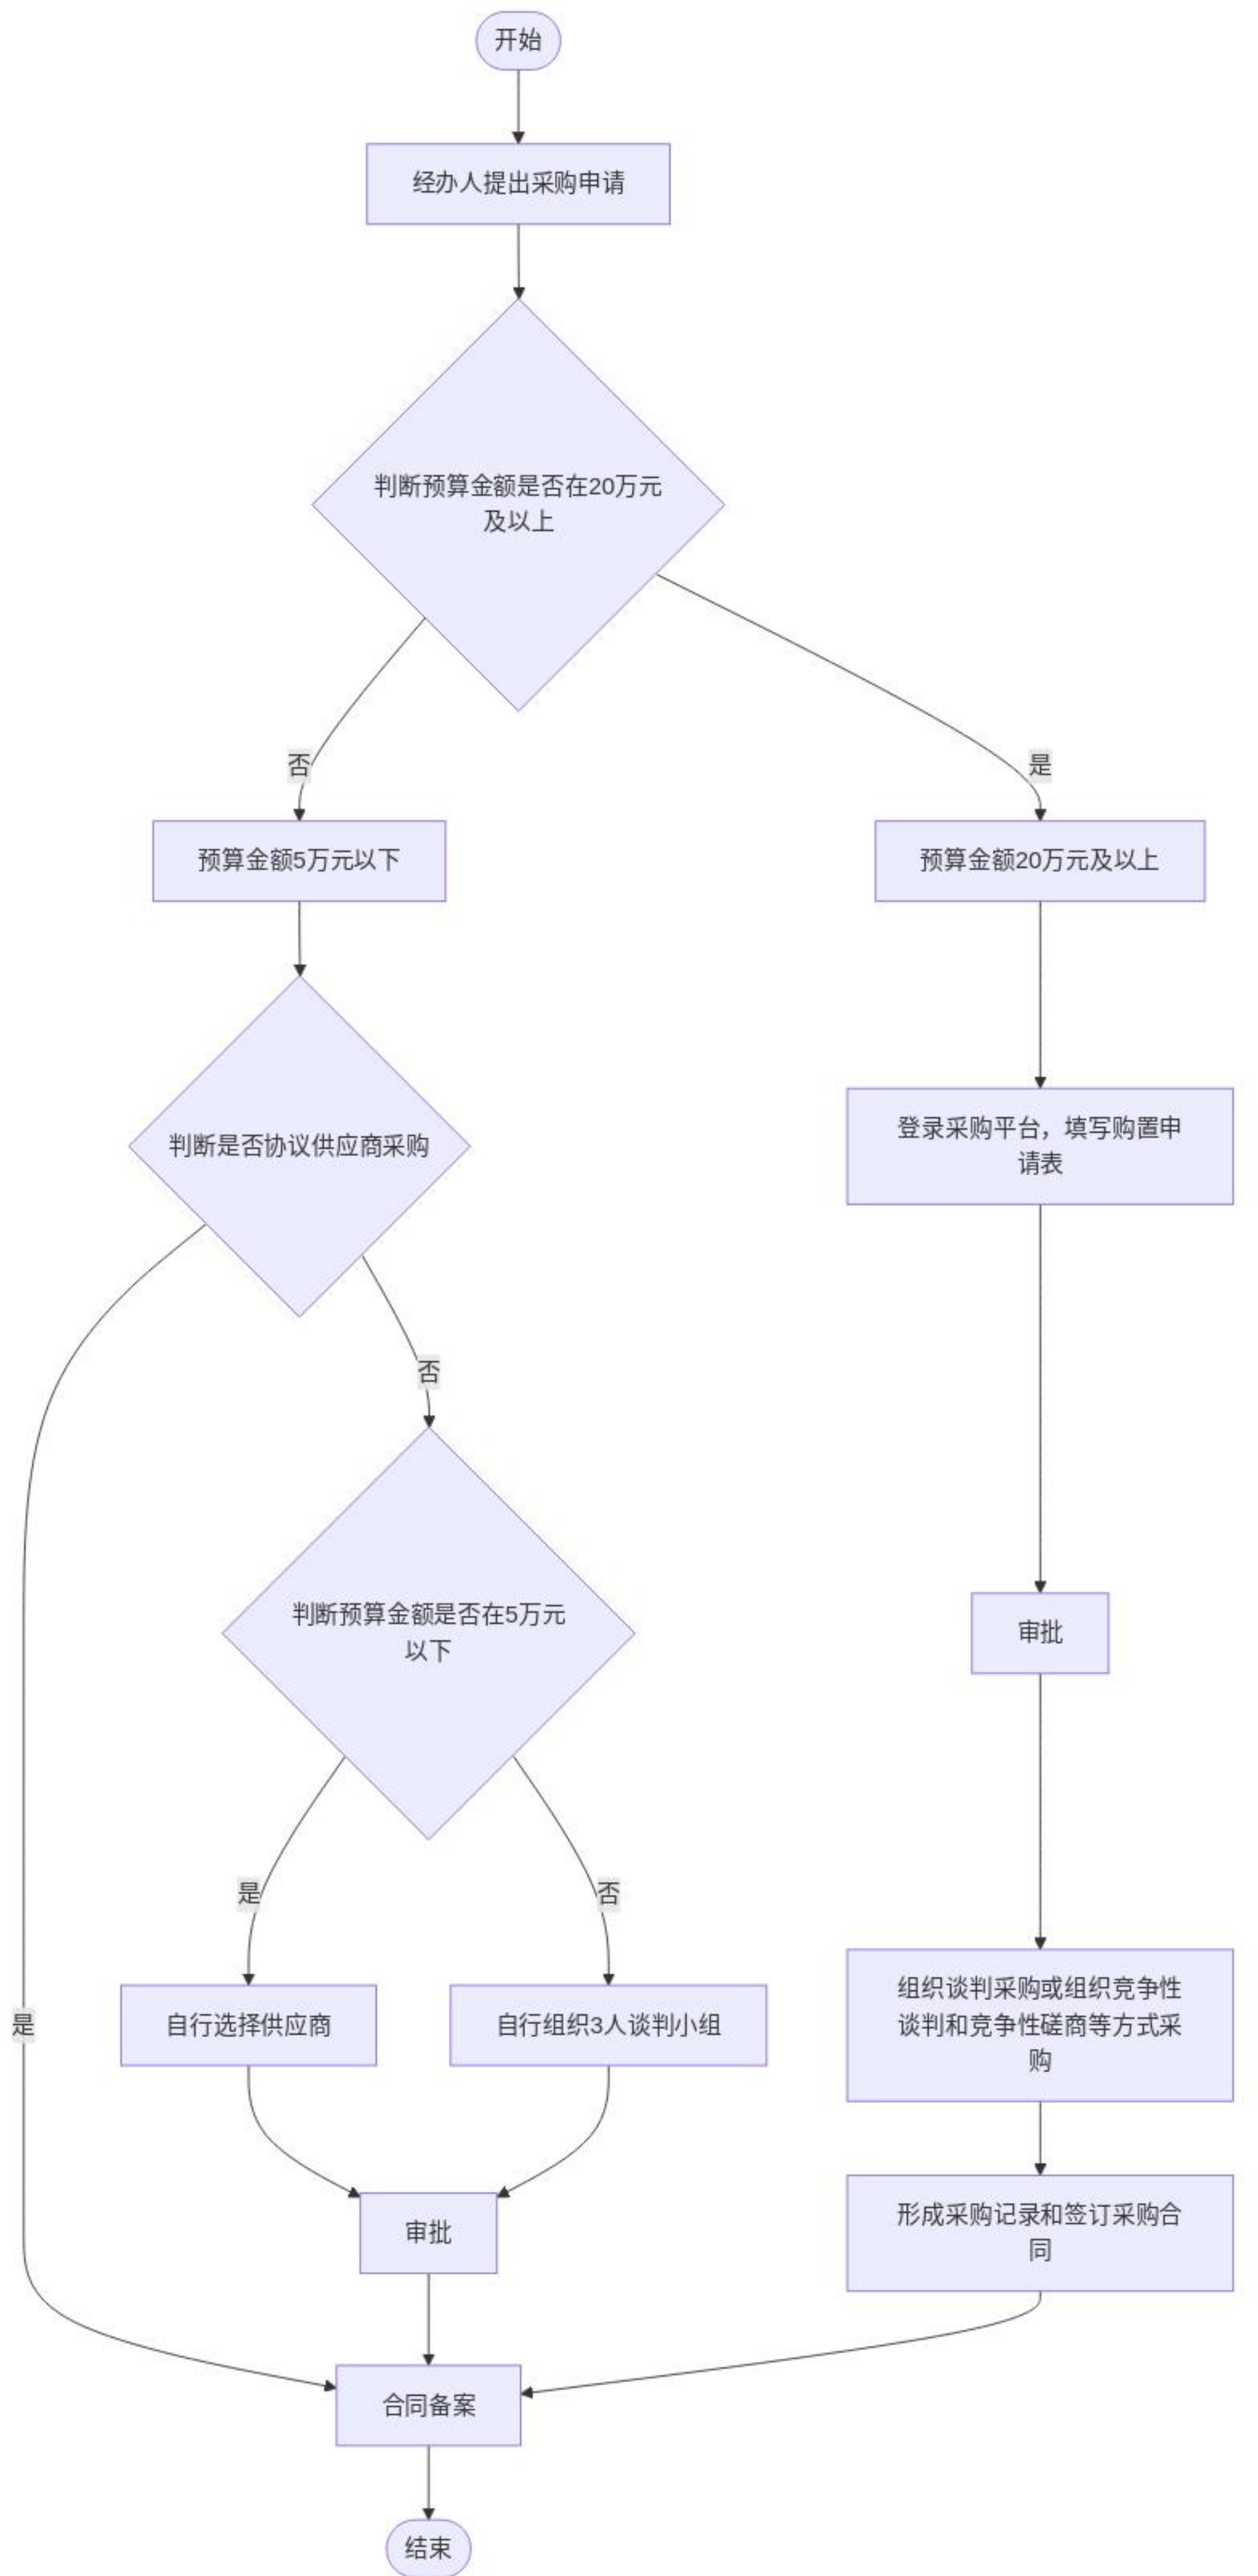 开始
经办人提出采购申请
判断预算金额是否在20万元
及以上
否
是
预算金额5万元以下
预算金额20万元及以上
判断是否协议供应商采购
登录采购平台，填写购置申
请表
否
判断预算金额是否在5万元
以下
审批
是
否
是
自行选择供应商
自行组织3人谈判小组
组织谈判采购或组织竞争性
谈判和竞争性磋商等方式采
购
审批
形成采购记录和签订采购合
同
合同备案
结束